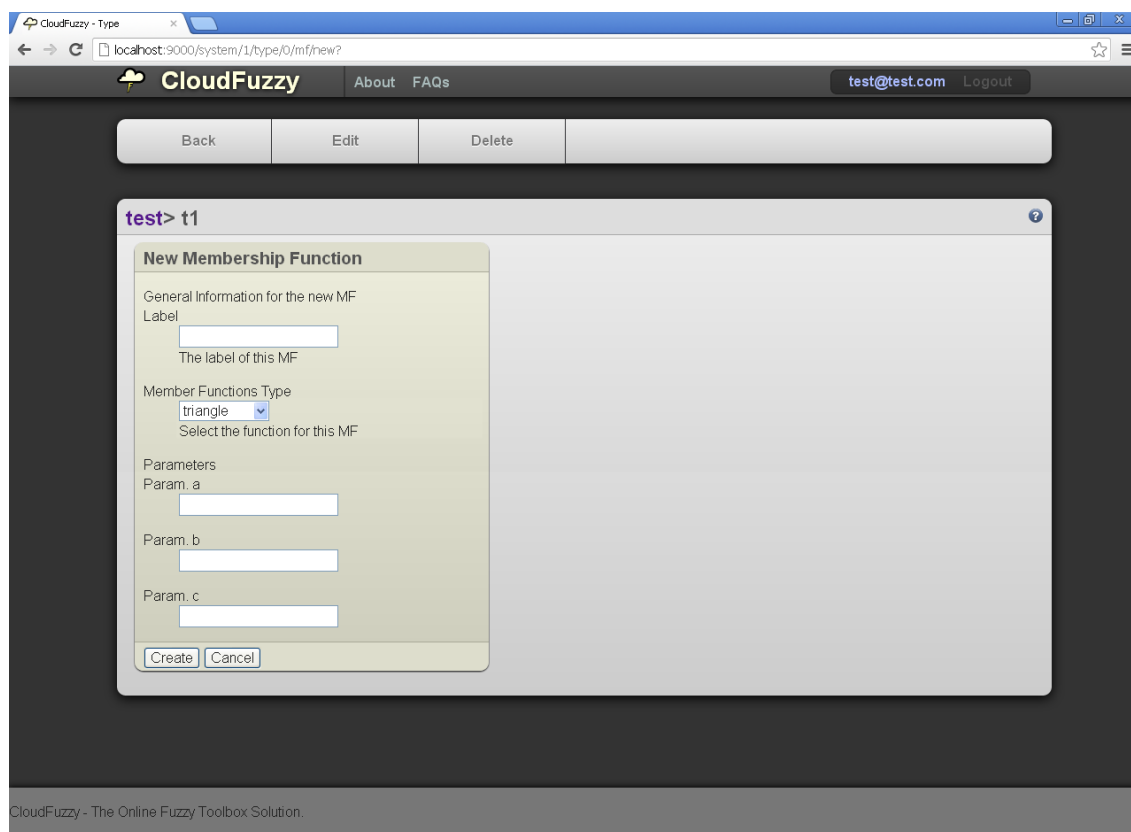 CloudFuzzy - Type
localhost:9000/system/1/type/0/mf/new?
CloudFuzzy About FAQs test@test.com Logout
Back Edit Delete
test> t1 ?
New Membership Function
General Information for the new MF
Label
The label of this MF
Member Functions Type
triangle
Select the function for this MF
Parameters
Param. a
Param. b
Param. c
Create Cancel
CloudFuzzy - The Online Fuzzy Toolbox Solution.